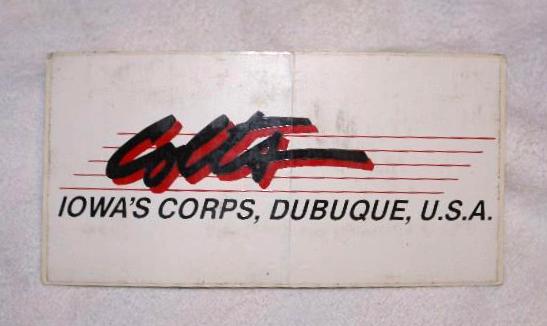 Colts
IOWA'S CORPS, DUBUQUE, U.S.A.